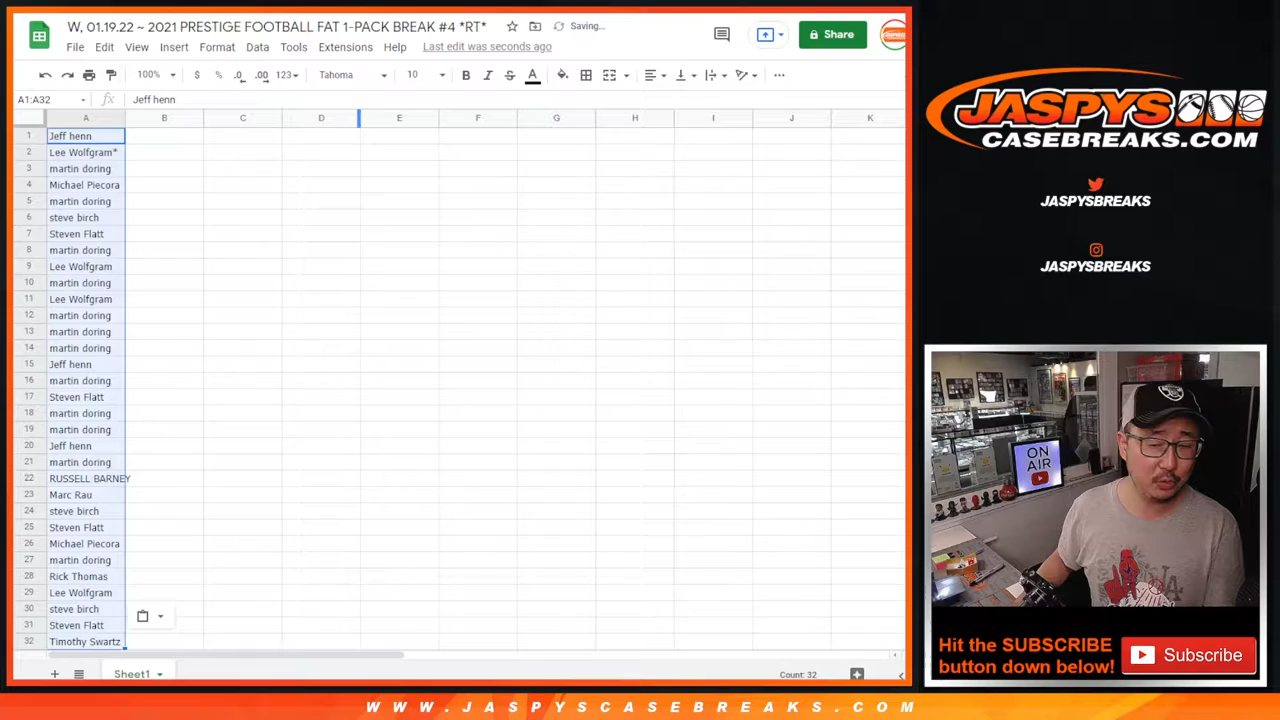 W, 01.19.22 ~ 2021 PRESTIGE FOOTBALL FAT 1-PACK BREAK #4 *RT*
Saving...
File Edit View Insert Format Data Tools Extensions Help Last edit was seconds ago
Share
100% $ % .0 .00 123 Tahoma 10 B I S A
A1:A32 fx Jeff henn
A B C D E F G H I J K
1 Jeff henn
2 Lee Wolfgram*
3 martin doring
4 Michael Piecora
5 martin doring
6 steve birch
7 Steven Flatt
8 martin doring
9 Lee Wolfgram
10 martin doring
11 Lee Wolfgram
12 martin doring
13 martin doring
14 martin doring
15 Jeff henn
16 martin doring
17 Steven Flatt
18 martin doring
19 martin doring
20 Jeff henn
21 martin doring
22 RUSSELL BARNEY
23 Marc Rau
24 steve birch
25 Steven Flatt
26 Michael Piecora
27 martin doring
28 Rick Thomas
29 Lee Wolfgram
30 steve birch
31 Steven Flatt
32 Timothy Swartz
Sheet1
Count: 32
JASPYS
CASEBREAKS.COM
JASPYSBREAKS
JASPYSBREAKS
ON
AIR
Hit the SUBSCRIBE
button down below!
Subscribe
WWW.JASPYSCASEBREAKS.COM